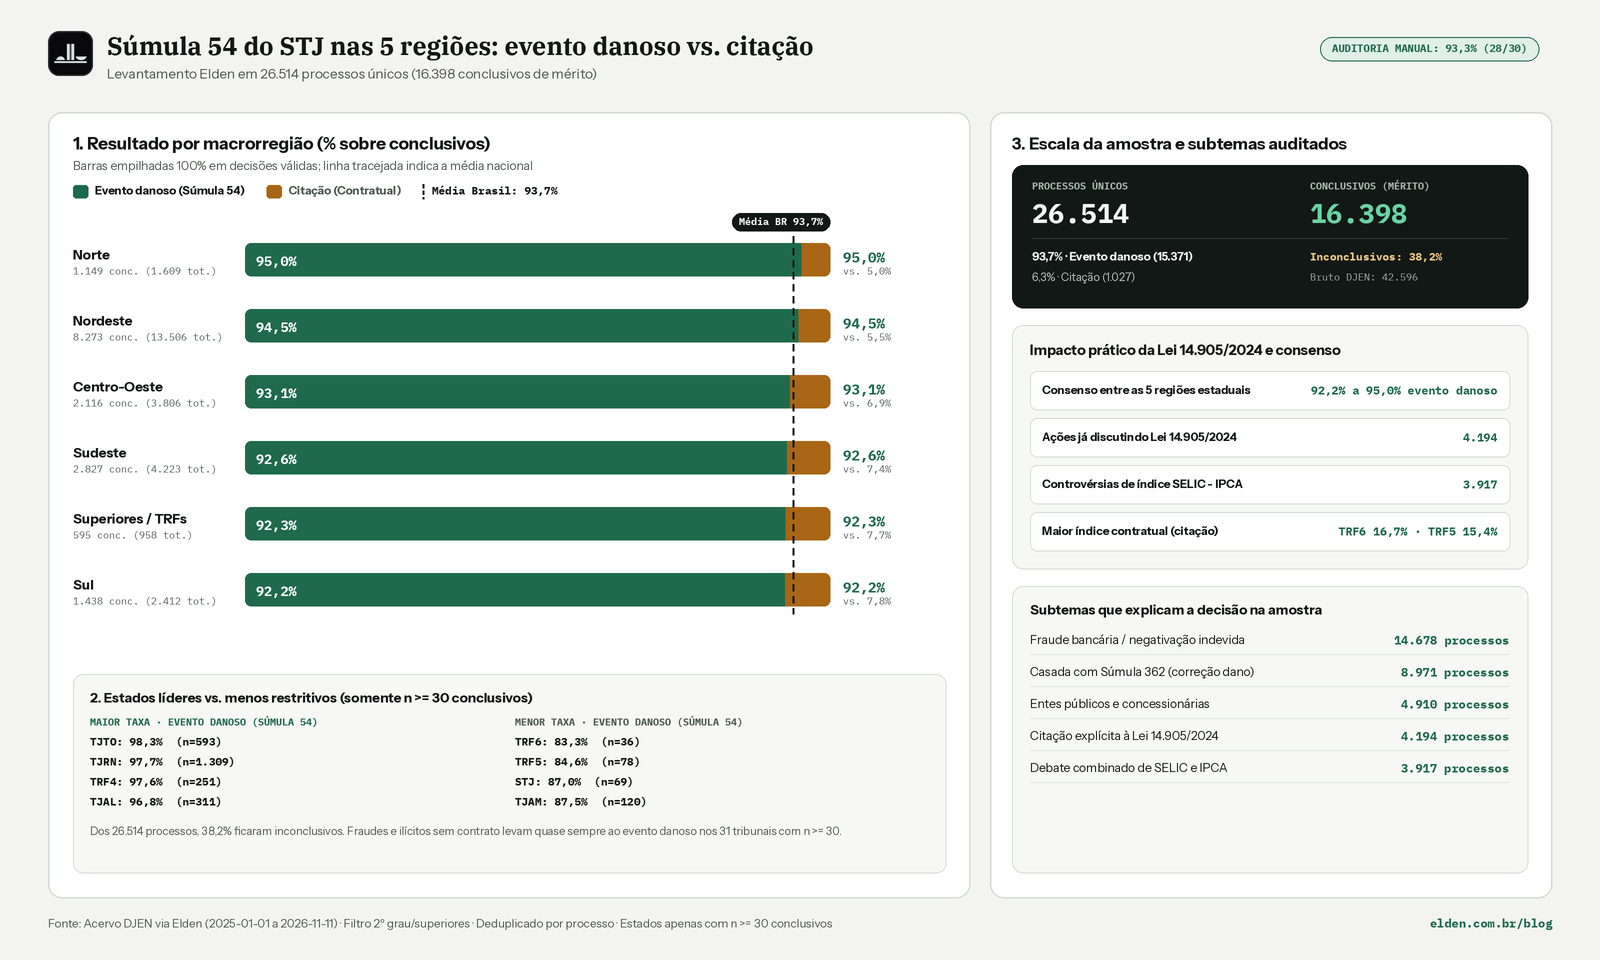 Súmula 54 do STJ nas 5 regiões: evento danoso vs. citação
Levantamento Elden em 26.514 processos únicos (16.398 conclusivos de mérito)
AUDITORIA MANUAL: 93,3% (28/30)
1. Resultado por macrorregião (% sobre conclusivos)
Barras empilhadas 100% em decisões válidas; linha tracejada indica a média nacional
Evento danoso (Súmula 54)
Citação (Contratual)
Média Brasil: 93,7%
Média BR 93,7%
Norte
1.149 conc. (1.609 tot.)
95,0%
95,0%
vs. 5,0%
Nordeste
8.273 conc. (13.506 tot.)
94,5%
94,5%
vs. 5,5%
Centro-Oeste
2.116 conc. (3.806 tot.)
93,1%
93,1%
vs. 6,9%
Sudeste
2.827 conc. (4.223 tot.)
92,6%
92,6%
vs. 7,4%
Superiores / TRFs
595 conc. (958 tot.)
92,3%
92,3%
vs. 7,7%
Sul
1.438 conc. (2.412 tot.)
92,2%
92,2%
vs. 7,8%
2. Estados líderes vs. menos restritivos (somente n >= 30 conclusivos)
MAIOR TAXA · EVENTO DANOSO (SÚMULA 54)
TJTO: 98,3% (n=593)
TJRN: 97,7% (n=1.309)
TRF4: 97,6% (n=251)
TJAL: 96,8% (n=311)
MENOR TAXA · EVENTO DANOSO (SÚMULA 54)
TRF6: 83,3% (n=36)
TRF5: 84,6% (n=78)
STJ: 87,0% (n=69)
TJAM: 87,5% (n=120)
Dos 26.514 processos, 38,2% ficaram inconclusivos. Fraudes e ilícitos sem contrato levam quase sempre ao evento danoso nos 31 tribunais com n >= 30.
3. Escala da amostra e subtemas auditados
PROCESSOS ÚNICOS
26.514
CONCLUSIVOS (MÉRITO)
16.398
93,7% · Evento danoso (15.371)
6,3% · Citação (1.027)
Inconclusivos: 38,2%
Bruto DJEN: 42.596
Impacto prático da Lei 14.905/2024 e consenso
Consenso entre as 5 regiões estaduais
92,2% a 95,0% evento danoso
Ações já discutindo Lei 14.905/2024
4.194
Controvérsias de índice SELIC - IPCA
3.917
Maior índice contratual (citação)
TRF6 16,7% · TRF5 15,4%
Subtemas que explicam a decisão na amostra
Fraude bancária / negativação indevida
14.678 processos
Casada com Súmula 362 (correção dano)
8.971 processos
Entes públicos e concessionárias
4.910 processos
Citação explícita à Lei 14.905/2024
4.194 processos
Debate combinado de SELIC e IPCA
3.917 processos
Fonte: Acervo DJEN via Elden (2025-01-01 a 2026-11-11) · Filtro 2º grau/superiores · Deduplicado por processo · Estados apenas com n >= 30 conclusivos
elden.com.br/blog